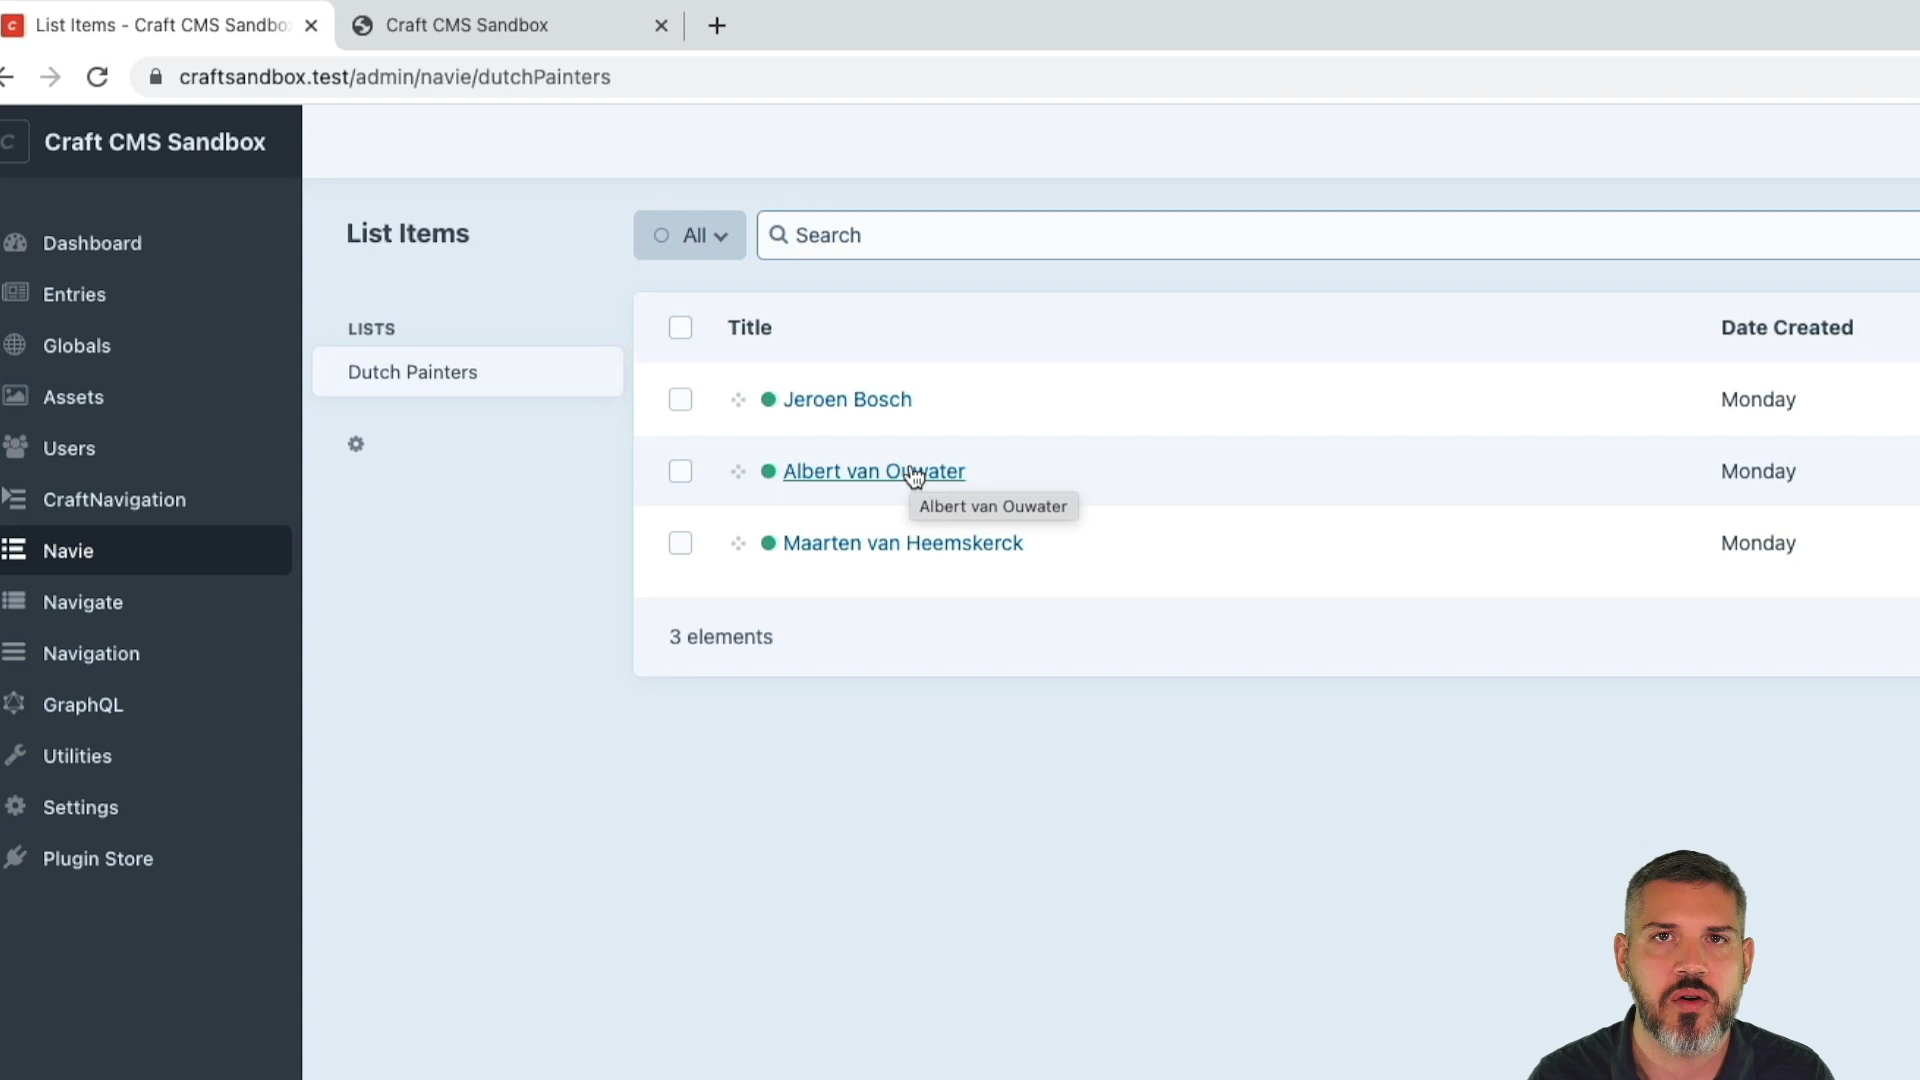 List Items - Craft CMS Sandbo
Craft CMS Sandbox
craftsandbox.test/admin/navie/dutchPainters
C
Craft CMS Sandbox
Dashboard
Entries
Globals
Assets
Users
CraftNavigation
Navie
Navigate
Navigation
GraphQL
Utilities
Settings
Plugin Store
List Items
LISTS
Dutch Painters
All
Search
Title
Date Created
Jeroen Bosch
Monday
Albert van Ouwater
Monday
Albert van Ouwater
Maarten van Heemskerck
Monday
3 elements